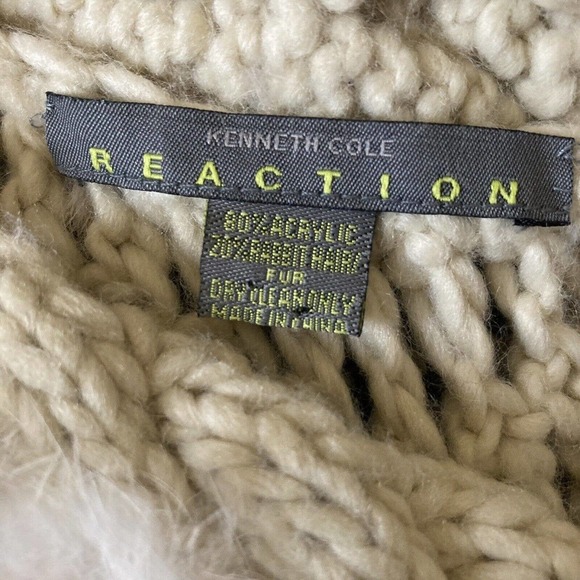 KENNETH COLE
REACTION
80% ACRYLIC
20% RABBIT HAIR/
FUR
DRY CLEAN ONLY
MADE IN CHINA